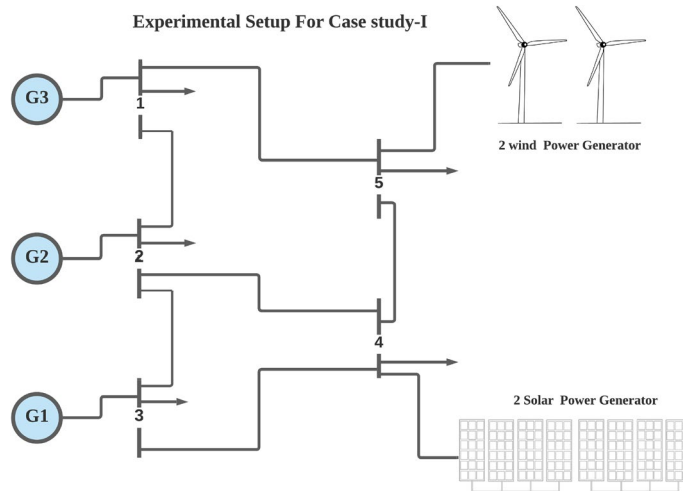 Experimental Setup For Case study-I
G3
1
2 wind Power Generator
5
G2
2
4
2 Solar Power Generator
G1
3